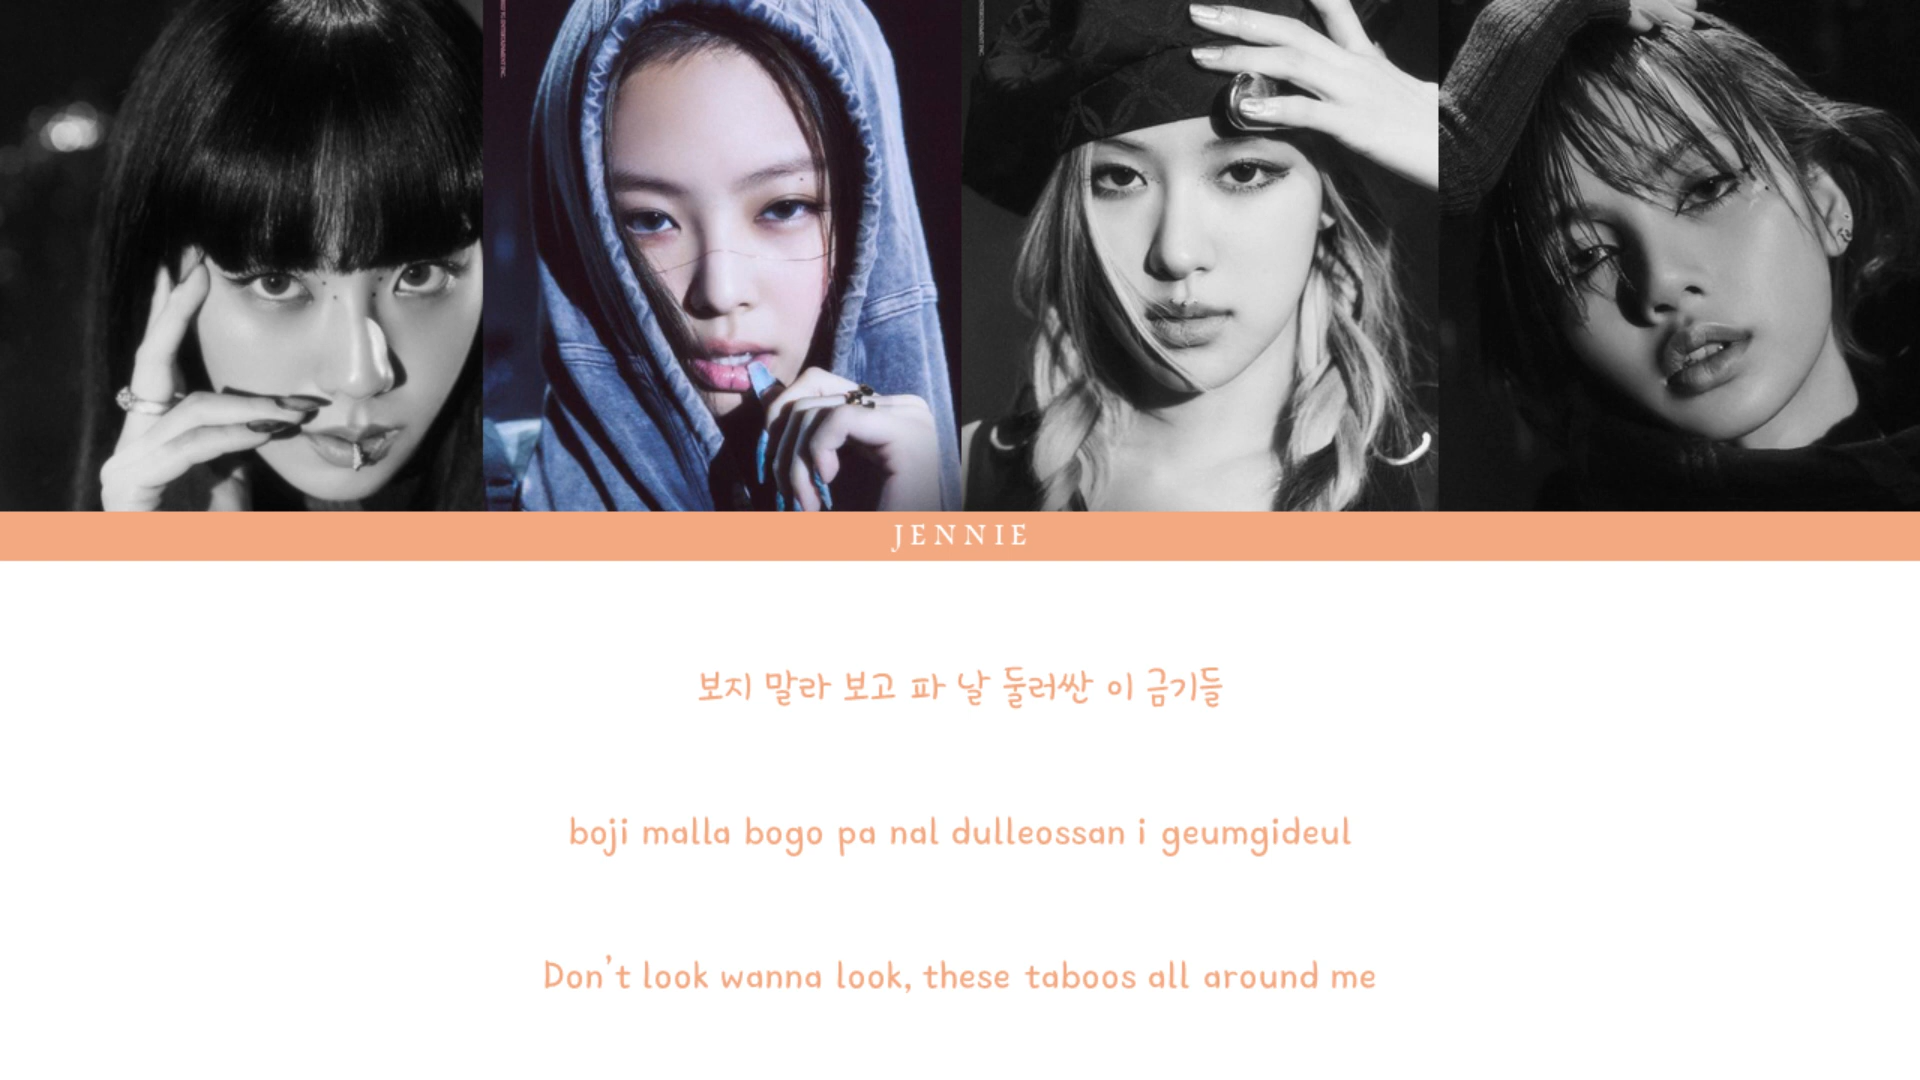 JENNIE
보지 말라 보고 파 날 둘러싼 이 금기들
boji malla bogo pa nal dulleossan i geumgideul
Don't look wanna look, these taboos all around me